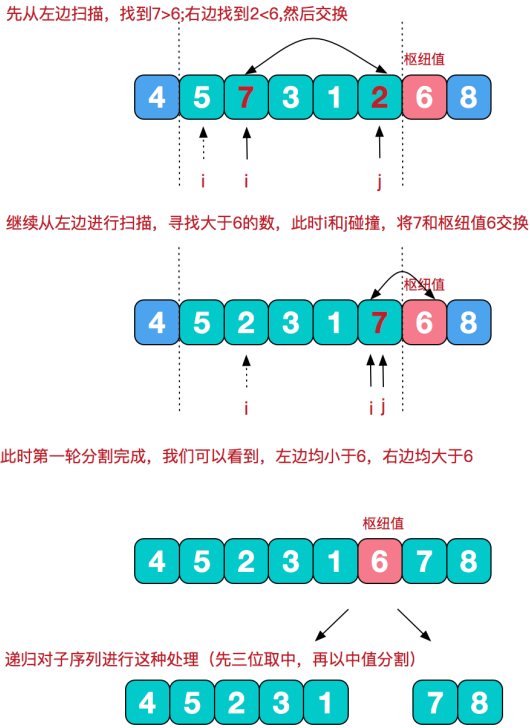 先从左边扫描，找到7>6;右边找到2<6,然后交换
枢纽值
4 5 7 3 1 2 6 8
i i j
继续从左边进行扫描，寻找大于6的数，此时i和j碰撞，将7和枢纽值6交换
枢纽值
4 5 2 3 1 7 6 8
i i j
此时第一轮分割完成，我们可以看到，左边均小于6，右边均大于6
枢纽值
4 5 2 3 1 6 7 8
递归对子序列进行这种处理（先三位取中，再以中值分割）
4 5 2 3 1 7 8